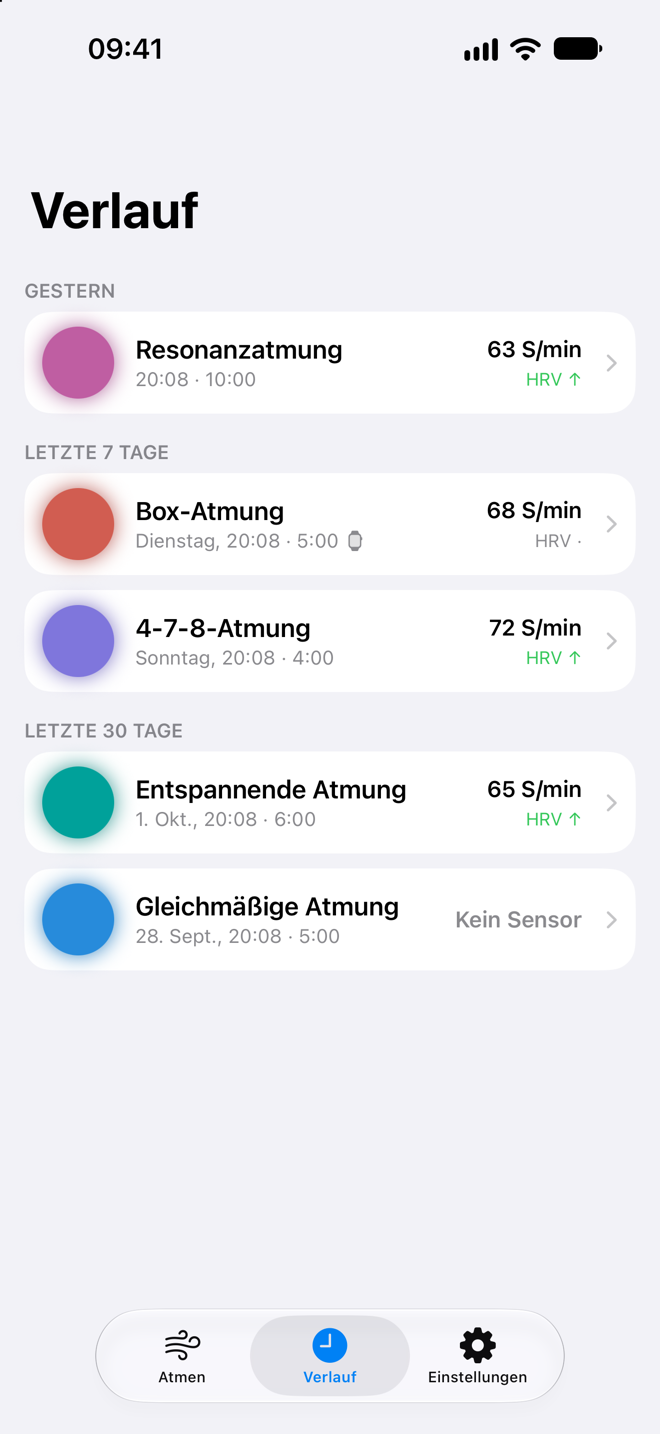 09:41
Verlauf
GESTERN
Resonanzatmung
63 S/min
20:08 · 10:00
HRV ↑
LETZTE 7 TAGE
Box-Atmung
68 S/min
Dienstag, 20:08 · 5:00
HRV ·
4-7-8-Atmung
72 S/min
Sonntag, 20:08 · 4:00
HRV ↑
LETZTE 30 TAGE
Entspannende Atmung
65 S/min
1. Okt., 20:08 · 6:00
HRV ↑
Gleichmäßige Atmung
Kein Sensor
28. Sept., 20:08 · 5:00
Atmen
Verlauf
Einstellungen